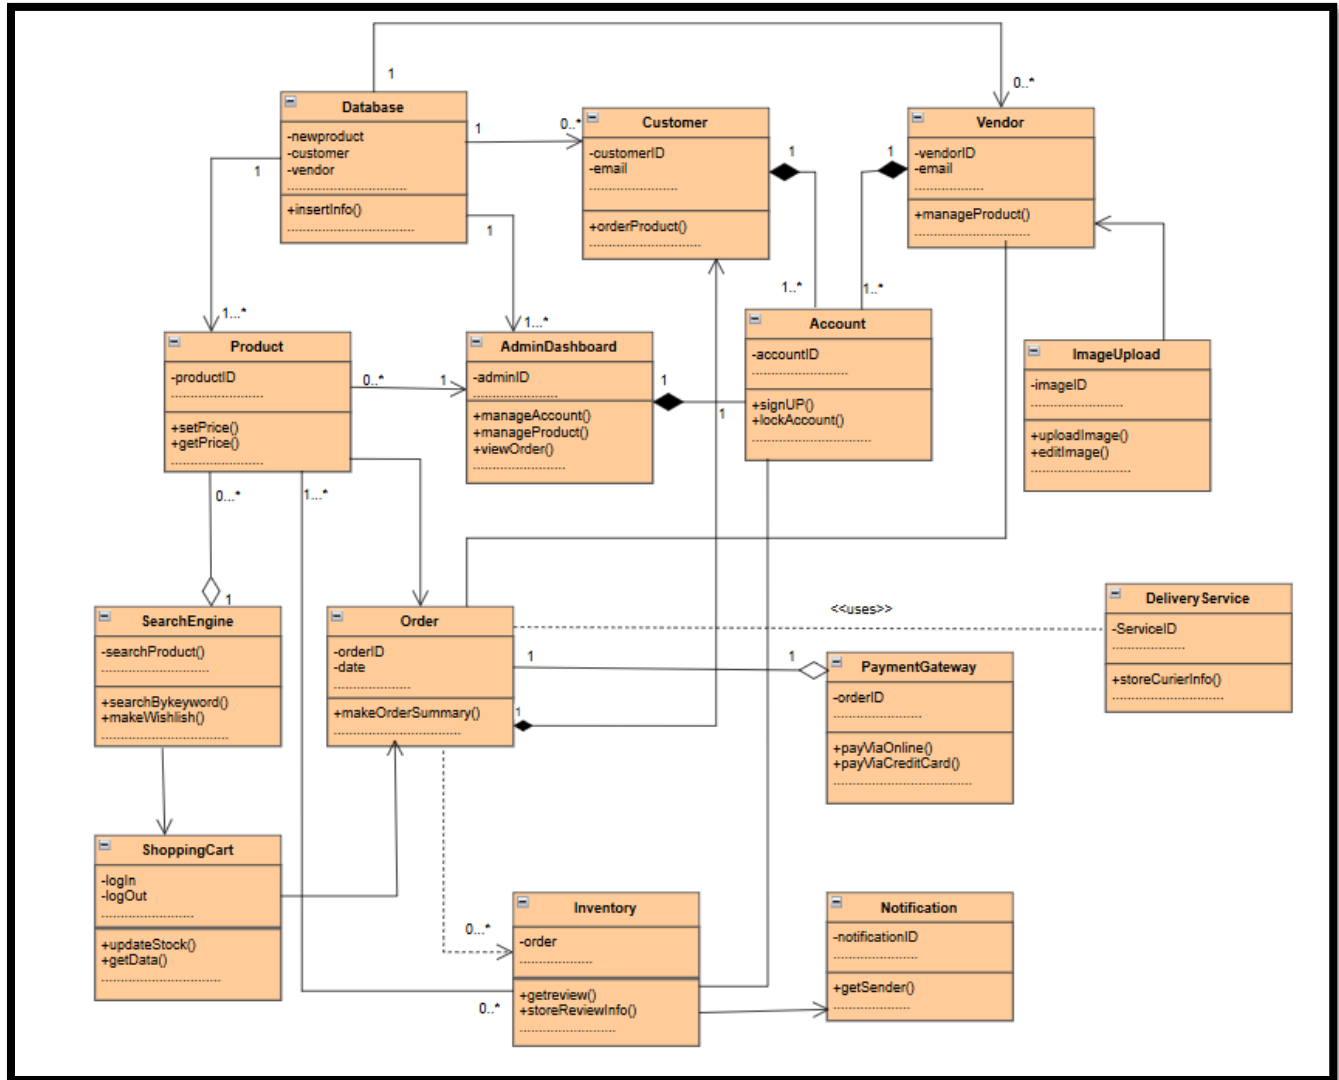 1
0..*
Database
-newproduct
-customer
-vendor
+insertInfo()
1
1
1
0..*
Customer
-customerID
-email
+orderProduct()
1
1..*
Vendor
-vendorID
-email
+manageProduct()
1
1..*
1...*
1...*
Product
-productID
+setPrice()
+getPrice()
0..*
1
AdminDashboard
-adminID
+manageAccount()
+manageProduct()
+viewOrder()
1
1
Account
-accountID
+signUP()
+lockAccount()
ImageUpload
-imageID
+uploadImage()
+editImage()
0...*
1...*
1
SearchEngine
-searchProduct()
+searchBykeyword()
+makeWishlish()
Order
-orderID
-date
+makeOrderSummary()
<<uses>>
1
1
1
DeliveryService
-ServiceID
+storeCurierInfo()
PaymentGateway
-orderID
+payViaOnline()
+payViaCreditCard()
ShoppingCart
-logIn
-logOut
+updateStock()
+getData()
0...*
0..*
Inventory
-order
+getreview()
+storeReviewInfo()
Notification
-notificationID
+getSender()